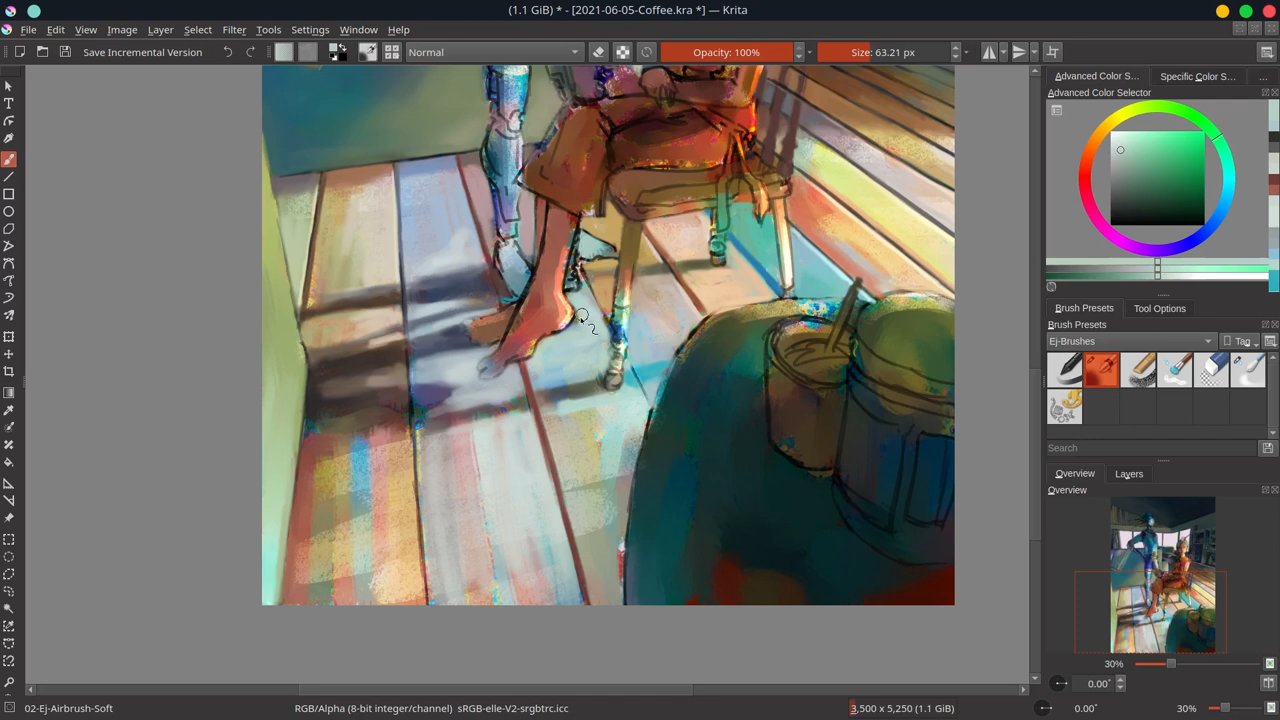 (1.1 GiB) * - [2021-06-05-Coffee.kra *] — Krita
File Edit View Image Layer Select Filter Tools Settings Window Help
Save Incremental Version Normal Opacity: 100% Size: 63.21 px
Advanced Color S... Specific Color S... ...
Advanced Color Selector
Brush Presets Tool Options
Brush Presets
Ej-Brushes Tag
Search
Overview Layers
Overview
30%
0.00°
02-Ej-Airbrush-Soft RGB/Alpha (8-bit integer/channel) sRGB-elle-V2-srgbtrc.icc 3,500 x 5,250 (1.1 GiB) 0.00° 30%